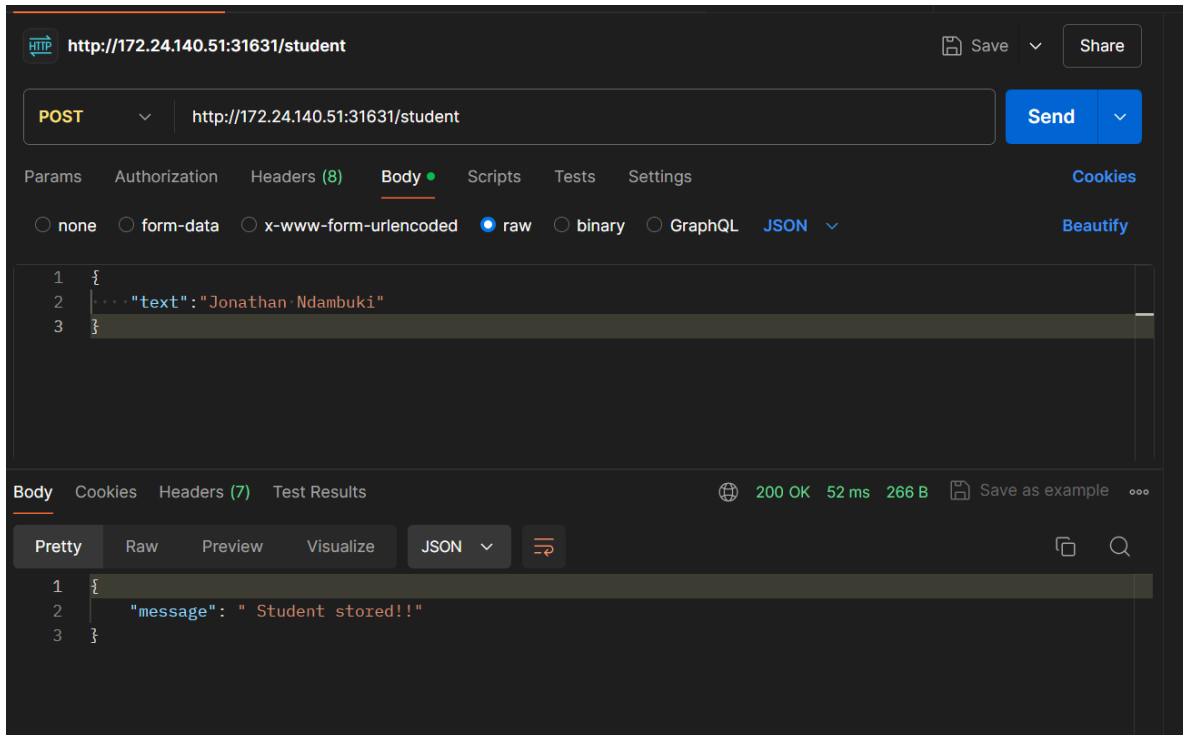 HTTP http://172.24.140.51:31631/student Save Share
POST http://172.24.140.51:31631/student Send
Params Authorization Headers (8) Body Scripts Tests Settings Cookies
none form-data x-www-form-urlencoded raw binary GraphQL JSON Beautify
1 {
2 ····"text":"Jonathan·Ndambuki"
3 }
Body Cookies Headers (7) Test Results 200 OK 52 ms 266 B Save as example
Pretty Raw Preview Visualize JSON
1 {
2 "message": " Student stored!!"
3 }